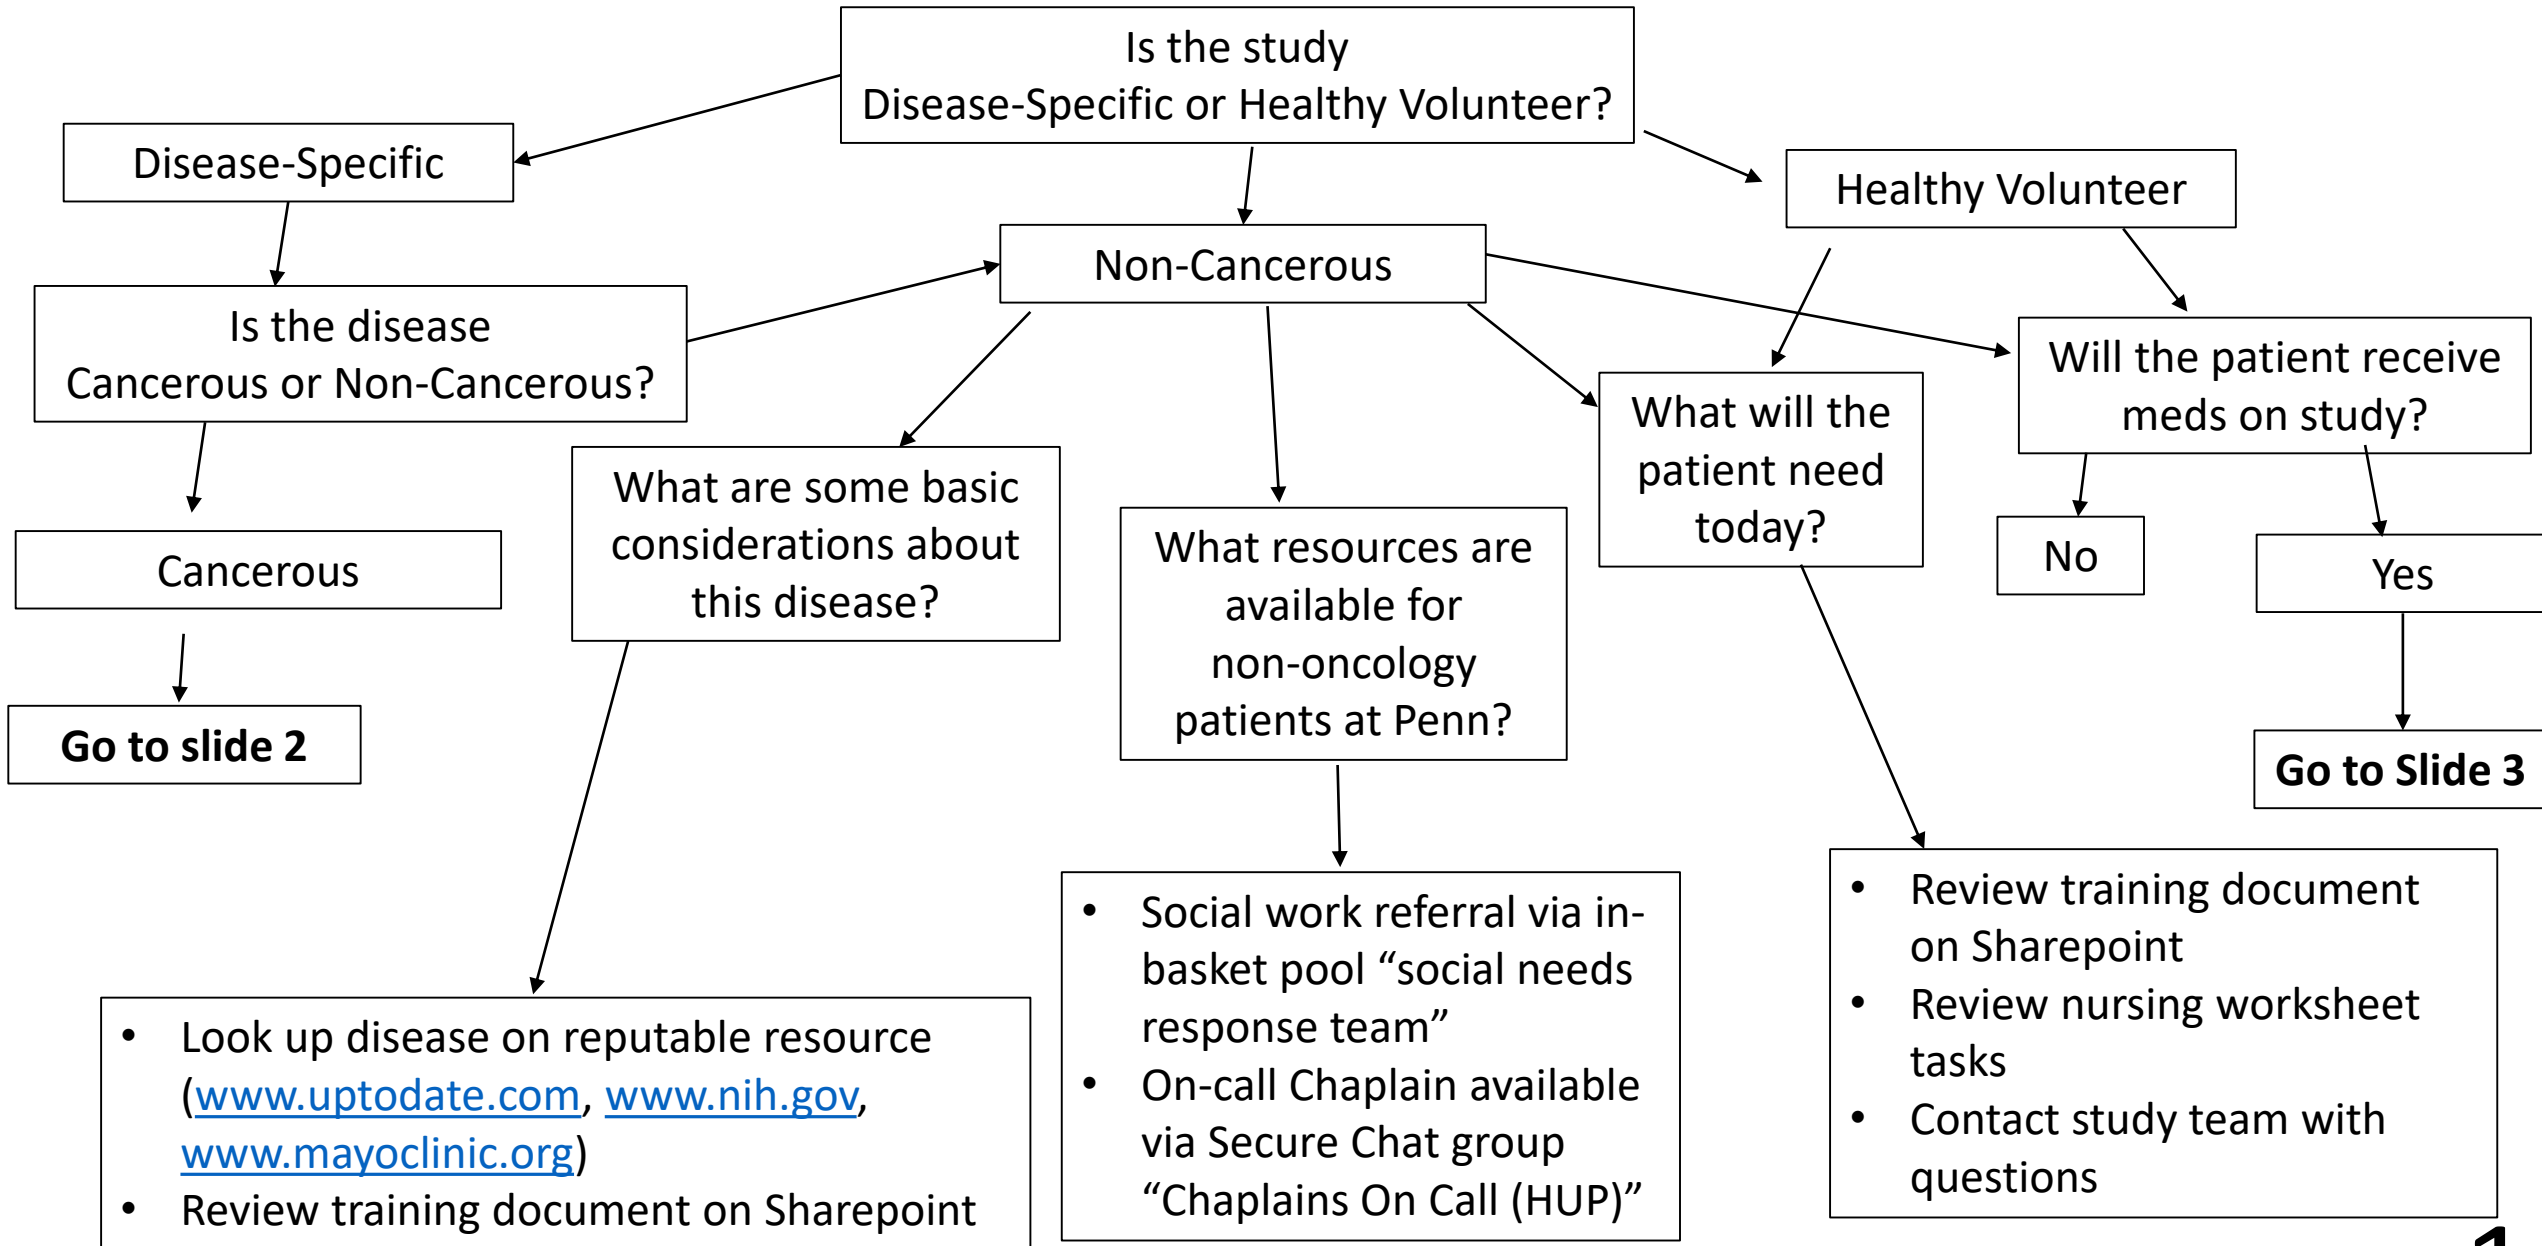 Is the study
Disease-Specific or Healthy Volunteer?
Disease-Specific
Healthy Volunteer
Non-Cancerous
Is the disease
Cancerous or Non-Cancerous?
Will the patient receive
meds on study?
What will the
patient need
today?
What are some basic
considerations about
this disease?
What resources are
available for
non-oncology
patients at Penn?
Cancerous
No
Yes
Go to slide 2
Go to Slide 3
• Look up disease on reputable resource
(www.uptodate.com, www.nih.gov,
www.mayoclinic.org)
• Review training document on Sharepoint
• Social work referral via in-
basket pool “social needs
response team”
• On-call Chaplain available
via Secure Chat group
“Chaplains On Call (HUP)”
• Review training document
on Sharepoint
• Review nursing worksheet
tasks
• Contact study team with
questions
1